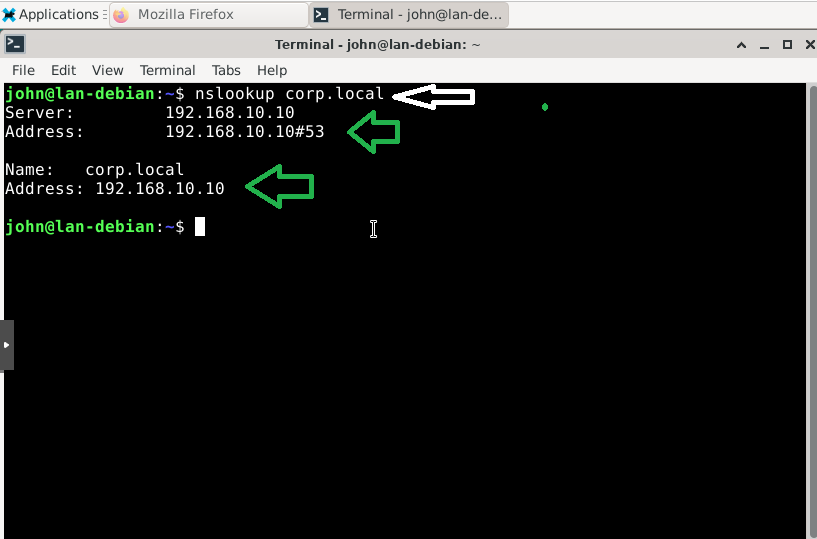 Applications
Mozilla Firefox
Terminal - john@lan-de...
Terminal - john@lan-debian: ~
File Edit View Terminal Tabs Help
john@lan-debian:~$ nslookup corp.local
Server: 192.168.10.10
Address: 192.168.10.10#53
Name: corp.local
Address: 192.168.10.10
john@lan-debian:~$